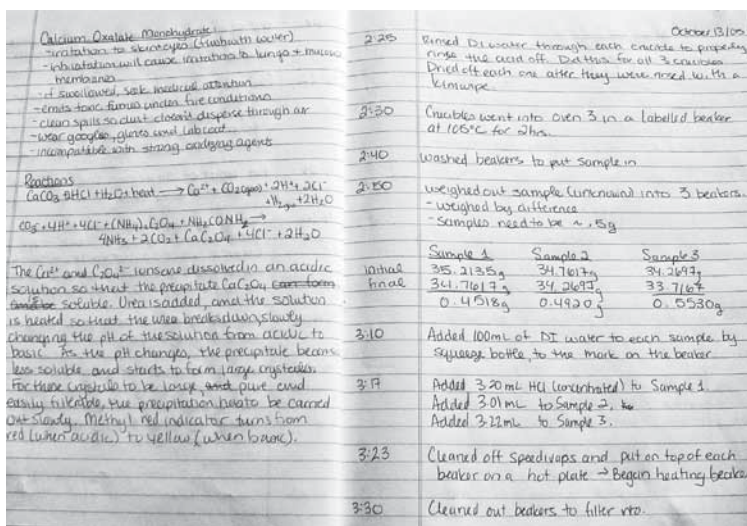 Calcium Oxalate Monohydrate
- irratation to skin + eyes (flush with water)
- inhalation will cause irratation to lungs + mucous
membranes
- if swallowed, seek medical attention
- emits toxic fumes under fire conditions
- clean spills so dust doesn't disperse through air
- wear goggles, gloves and labcoat
- incompatible with strong oxidizing agents
Reactions
CaCO3 + 2HCl + H2O + heat → Ca2+ + CO2(aq) + 2H+ + 2Cl-
+ 2H2O
4Cl- + (NH4)2C2O4 + NH2CONH2 →
4NH3 + 2CO2 + CaC2O4 + 4Cl- + 2H2O
The Ca2+ and C2O42- ions are dissolved in an acidic
solution so that the precipitate CaC2O4 can form
soluble. Urea is added, and the solution
is heated so that the urea breaks down, slowly
changing the pH of the solution from acidic to
basic. As the pH changes, the precipitate becomes
less soluble and starts to form large crystals.
For these crystals to be large, and pure and
easily filterable, the precipitation has to be carried
out slowly. Methyl red indicator turns from
red (when acidic) to yellow (when basic).
October 13/05
2:25 Rinsed DI water through each crucible to properly
rinse the acid off. Did this for all 3 crucibles
Dried off each one after they were rinsed with a
kimwipe.
2:30 Crucibles went into oven 3 in a labelled beaker
at 105°C for 2hrs.
2:40 washed beakers to put sample in
2:50 weighed out sample (unknown) into 3 beakers.
- weighed by difference
- samples need to be ~ .5g
Sample 1 Sample 2 Sample 3
initial 35.2135g 34.7617g 34.2697g
final 34.7617g 34.2697g 33.7167
0.4518g 0.4920g 0.5530g
3:10 Added 100mL of DI water to each sample by
squeeze bottle, to the mark on the beaker
3:17 Added 3.20 mL HCl (concentrated) to Sample 1.
Added 3.01 mL to Sample 2,
Added 3.22 mL to Sample 3.
3:23 Cleaned off speedivaps and put on top of each
beaker on a hot plate → Began heating beake
3:30 Cleaned out beakers to filter into.